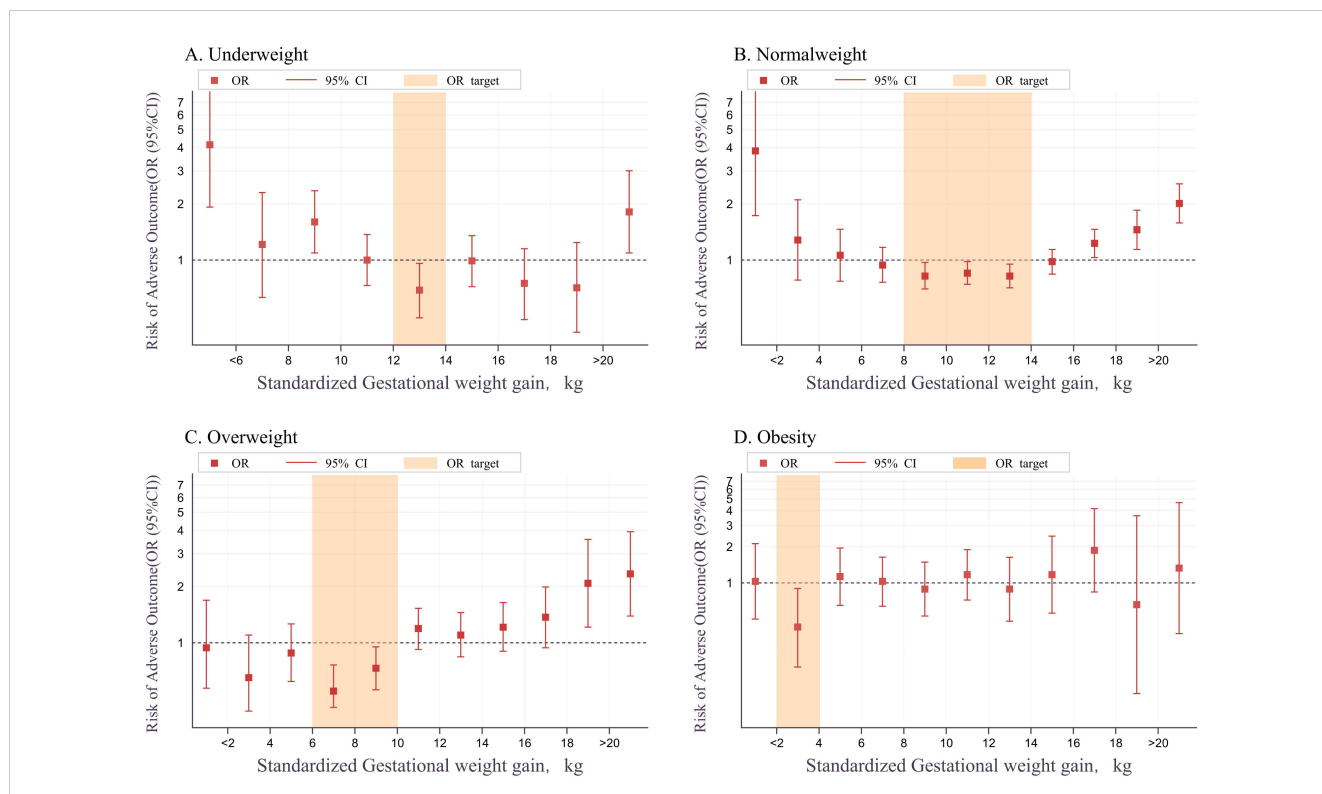 A. Underweight
OR 95% CI OR target
Risk of Adverse Outcome(OR (95%CI))
7
6
5
4
3
2
1
<6 8 10 12 14 16 18 >20
Standardized Gestational weight gain, kg
B. Normalweight
OR 95% CI OR target
Risk of Adverse Outcome(OR (95%CI))
7
6
5
4
3
2
1
<2 4 6 8 10 12 14 16 18 >20
Standardized Gestational weight gain, kg
C. Overweight
OR 95% CI OR target
Risk of Adverse Outcome(OR (95%CI))
7
6
5
4
3
2
1
<2 4 6 8 10 12 14 16 18 >20
Standardized Gestational weight gain, kg
D. Obesity
OR 95% CI OR target
Risk of Adverse Outcome(OR (95%CI))
7
6
5
4
3
2
1
<2 4 6 8 10 12 14 16 18 >20
Standardized Gestational weight gain, kg